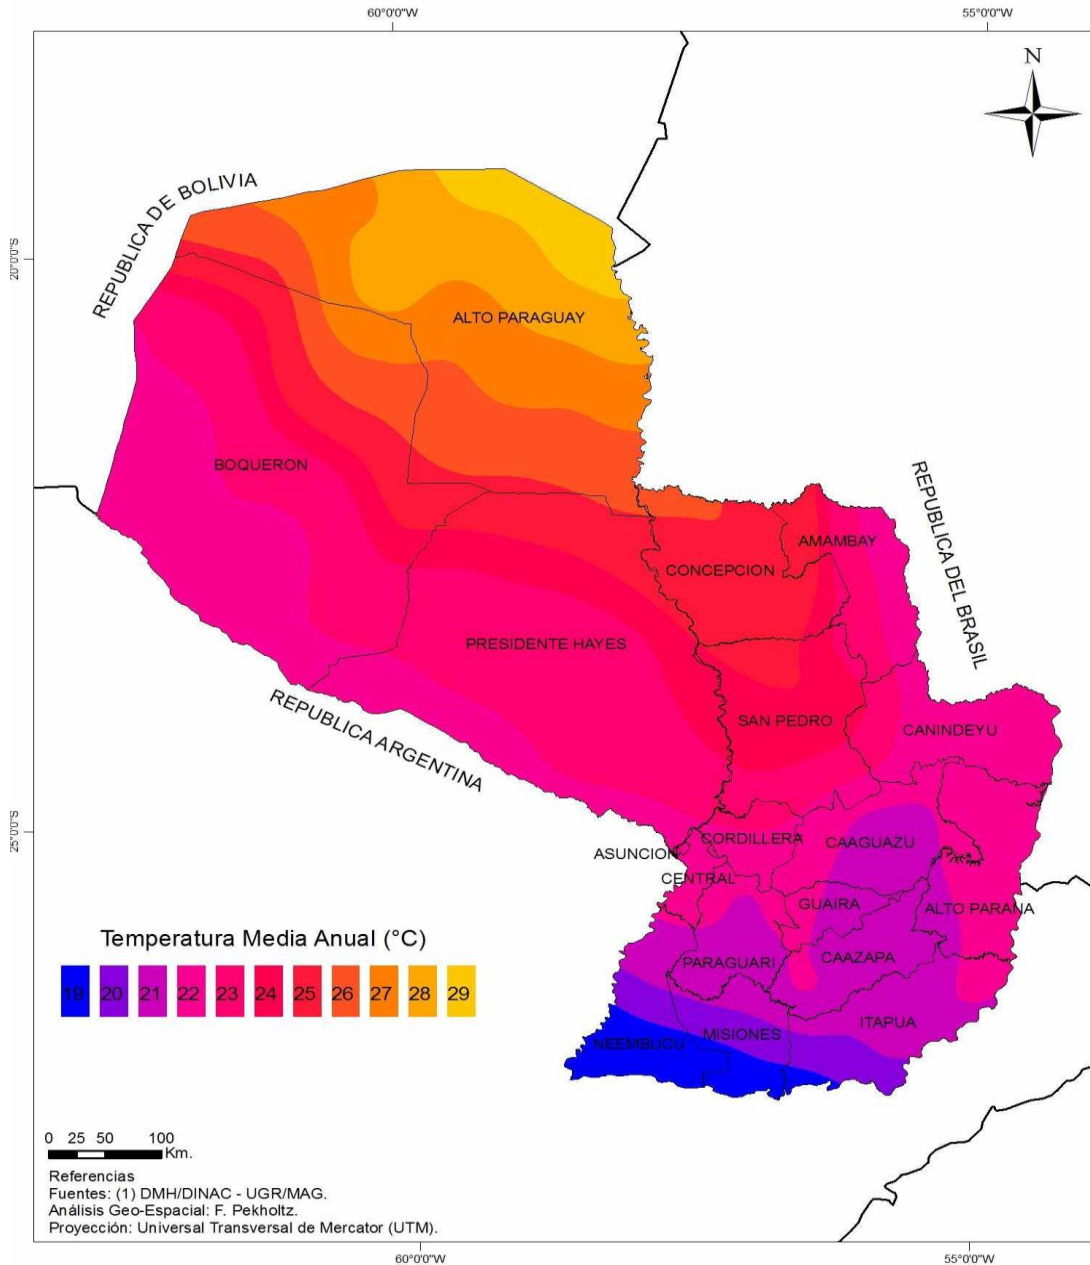 60°0'0"W
55°0'0"W
N
REPUBLICA DE BOLIVIA
20°0'0"S
ALTO PARAGUAY
BOQUERON
REPUBLICA DEL BRASIL
AMAMBAY
CONCEPCION
PRESIDENTE HAYES
REPUBLICA ARGENTINA
SAN PEDRO
CANINDEYU
25°0'0"S
CORDILLERA
CAAGUAZU
ASUNCION
CENTRAL
GUAIRA
ALTO PARANA
PARAGUARI
CAAZAPA
ITAPUA
MISIONES
ÑEEMBUCU
Temperatura Media Anual (°C)
19 20 21 22 23 24 25 26 27 28 29
0 25 50 100
Km.
Referencias
Fuentes: (1) DMH/DINAC - UGR/MAG.
Análisis Geo-Espacial: F. Pekholtz.
Proyección: Universal Transversal de Mercator (UTM).
60°0'0"W
55°0'0"W